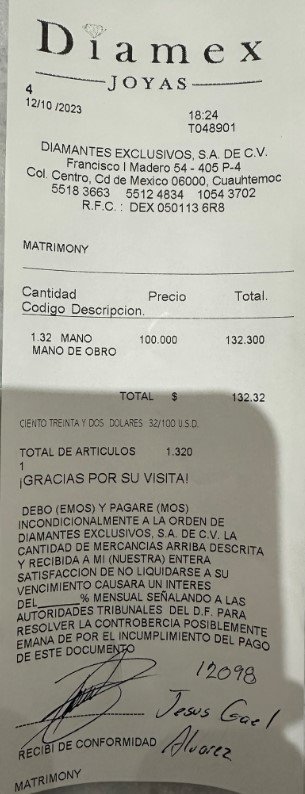 Diamex
JOYAS
4
12/10 /2023
18:24
T048901
DIAMANTES EXCLUSIVOS, S.A. DE C.V.
Francisco I Madero 54 - 405 P-4
Col. Centro, Cd de Mexico 06000, Cuauhtemoc
5518 3663 5512 4834 1054 3702
R.F.C. : DEX 050113 6R8
MATRIMONY
Cantidad Precio Total.
Codigo Descripcion.
1.32 MANO 100.000 132.300
MANO DE OBRO
TOTAL $ 132.32
CIENTO TREINTA Y DOS DOLARES 32/100 U.S.D.
TOTAL DE ARTICULOS 1.320
1
¡GRACIAS POR SU VISITA!
DEBO (EMOS) Y PAGARE (MOS)
INCONDICIONALMENTE A LA ORDEN DE
DIAMANTES EXCLUSIVOS, S.A. DE C.V. LA
CANTIDAD DE MERCANCIAS ARRIBA DESCRITA
Y RECIBIDA A MI (NUESTRA) ENTERA
SATISFACCION DE NO LIQUIDARSE A SU
VENCIMIENTO CAUSARA UN INTERES
DEL______% MENSUAL SEÑALANDO A LAS
AUTORIDADES TRIBUNALES DEL D.F. PARA
RESOLVER LA CONTROBERCIA POSIBLEMENTE
EMANA DE POR EL INCUMPLIMIENTO DEL PAGO
DE ESTE DOCUMENTO
12098
Jesus Gael
Alvarez
RECIBI DE CONFORMIDAD
MATRIMONY